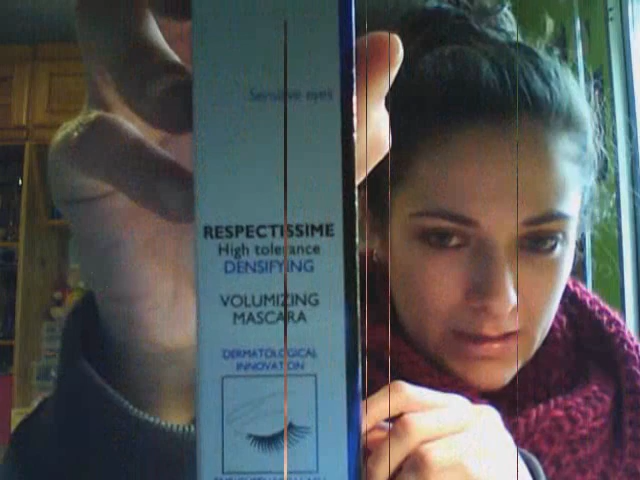 Sensitive eyes
RESPECTISSIME
High tolerance
DENSIFYING
VOLUMIZING
MASCARA
DERMATOLOGICAL
INNOVATION